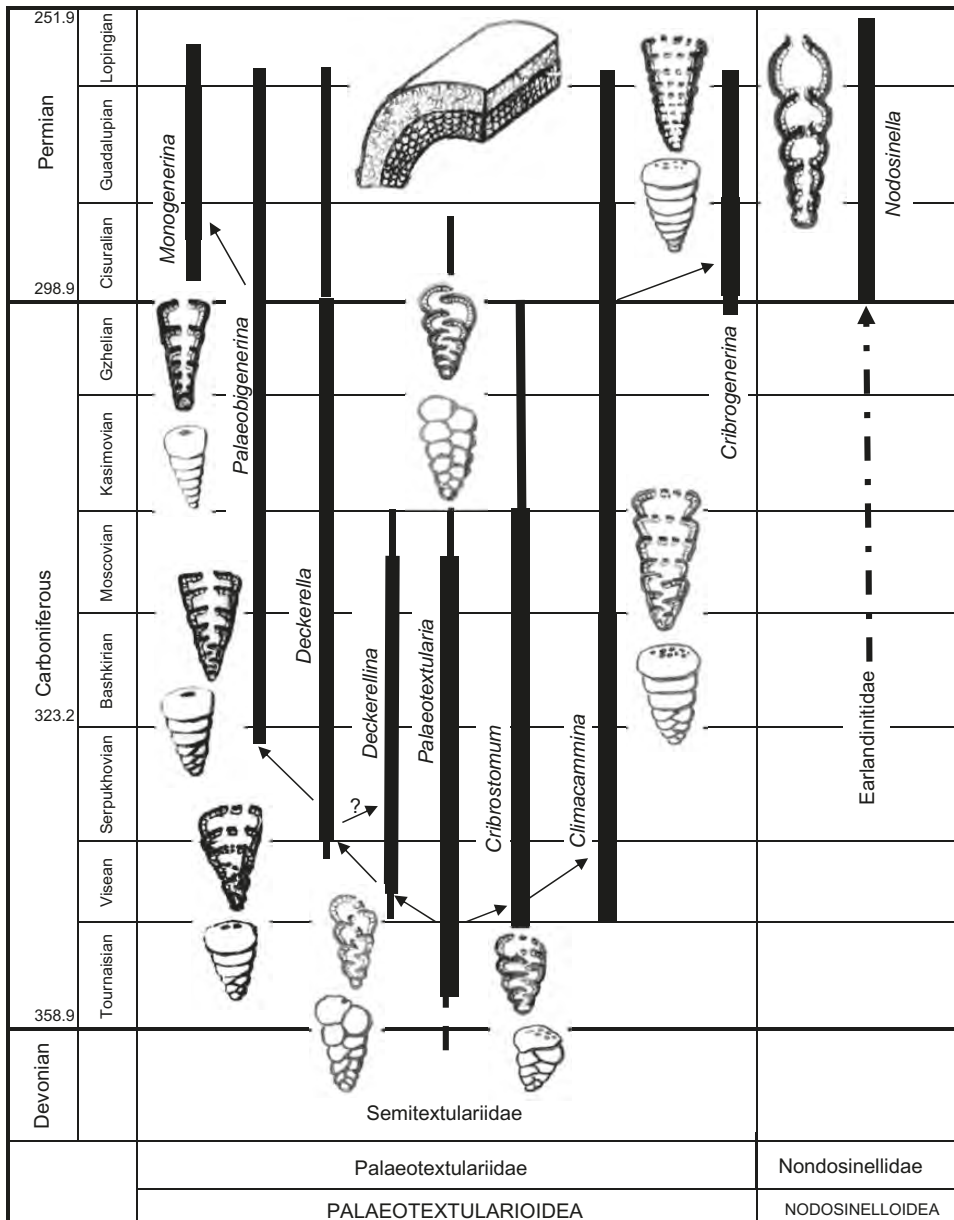 251.9
Permian
Lopingian
Guadalupian
Cisuralian
298.9
Carboniferous
Gzhelian
Kasimovian
Moscovian
Bashkirian
323.2
Serpukhovian
Visean
Tournaisian
358.9
Devonian
Monogenerina
Palaeobigenerina
Deckerella
?
Deckerellina
Palaeotextularia
Cribrostomum
Climacammina
Cribrogenerina
Nodosinella
Earlandinitidae
Semitextulariidae
Palaeotextulariidae
Nondosinellidae
PALAEOTEXTULARIOIDEA
NODOSINELLOIDEA